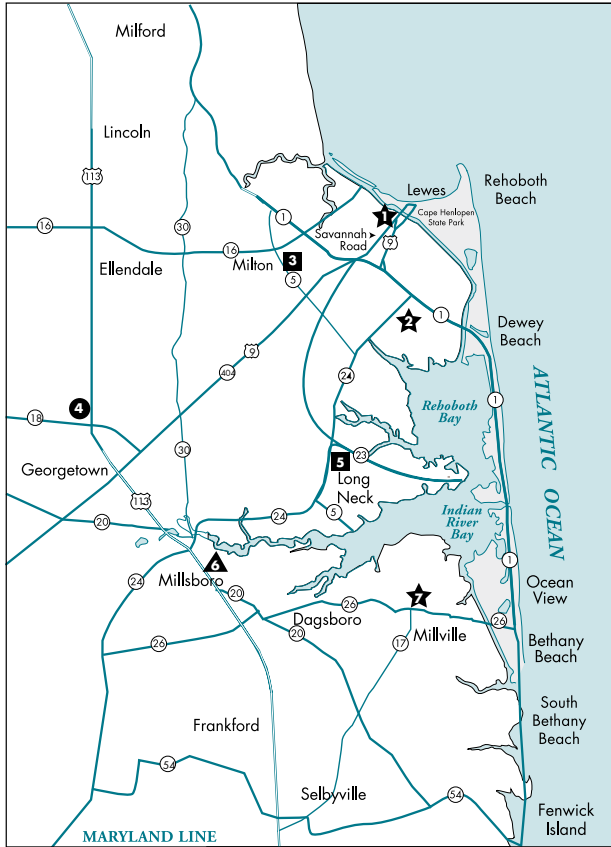 Milford
Lincoln
113
Lewes
Rehoboth
Beach
1
1
Cape Henlopen
State Park
Savannah
Road
9
30
16
16
Milton
3
5
Ellendale
2
1
Dewey
Beach
9
404
24
1
ATLANTIC OCEAN
Rehoboth
Bay
4
18
30
23
5
Long
Neck
Georgetown
113
20
24
5
Indian
River
Bay
1
6
Millsboro
24
20
7
Ocean
View
26
Dagsboro
26
26
20
17
Millville
Bethany
Beach
Frankford
South
Bethany
Beach
54
Selbyville
54
Fenwick
Island
MARYLAND LINE